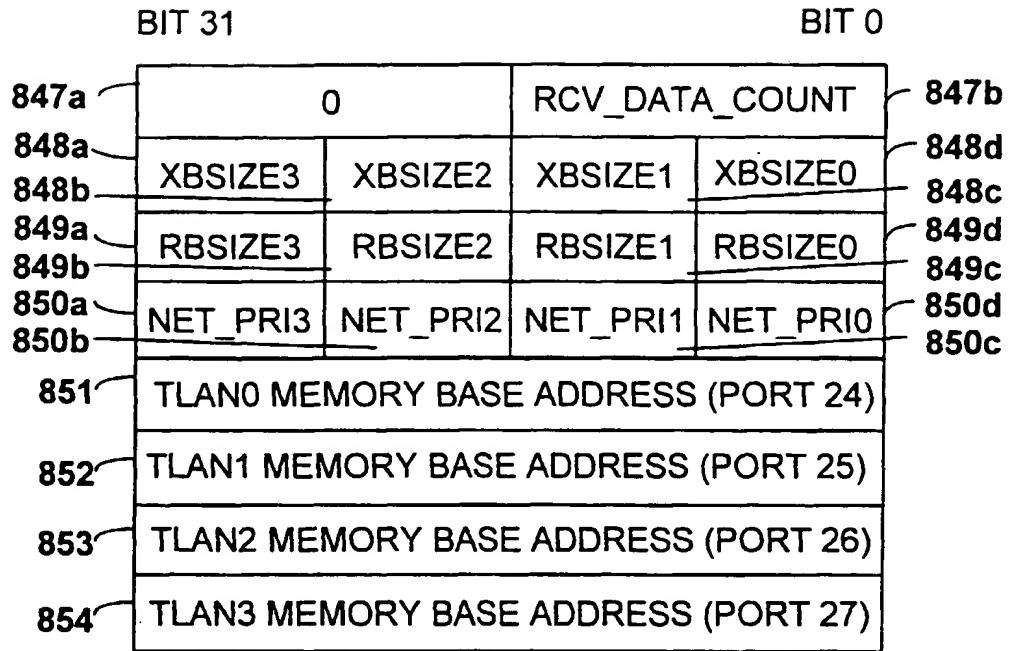 BIT 31 BIT 0
847a 0 RCV_DATA_COUNT 847b
848a XBSIZE3 XBSIZE2 XBSIZE1 XBSIZE0 848d
848b 848c
849a RBSIZE3 RBSIZE2 RBSIZE1 RBSIZE0 849d
849b 849c
850a NET_PRI3 NET_PRI2 NET_PRI1 NET_PRI0 850d
850b 850c
851 TLAN0 MEMORY BASE ADDRESS (PORT 24)
852 TLAN1 MEMORY BASE ADDRESS (PORT 25)
853 TLAN2 MEMORY BASE ADDRESS (PORT 26)
854 TLAN3 MEMORY BASE ADDRESS (PORT 27)